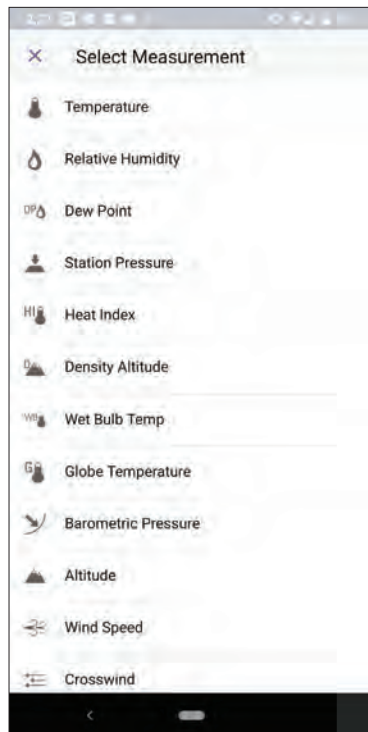 Select Measurement
Temperature
Relative Humidity
DP Dew Point
Station Pressure
HI Heat Index
D Density Altitude
WB Wet Bulb Temp
G Globe Temperature
Barometric Pressure
Altitude
Wind Speed
Crosswind